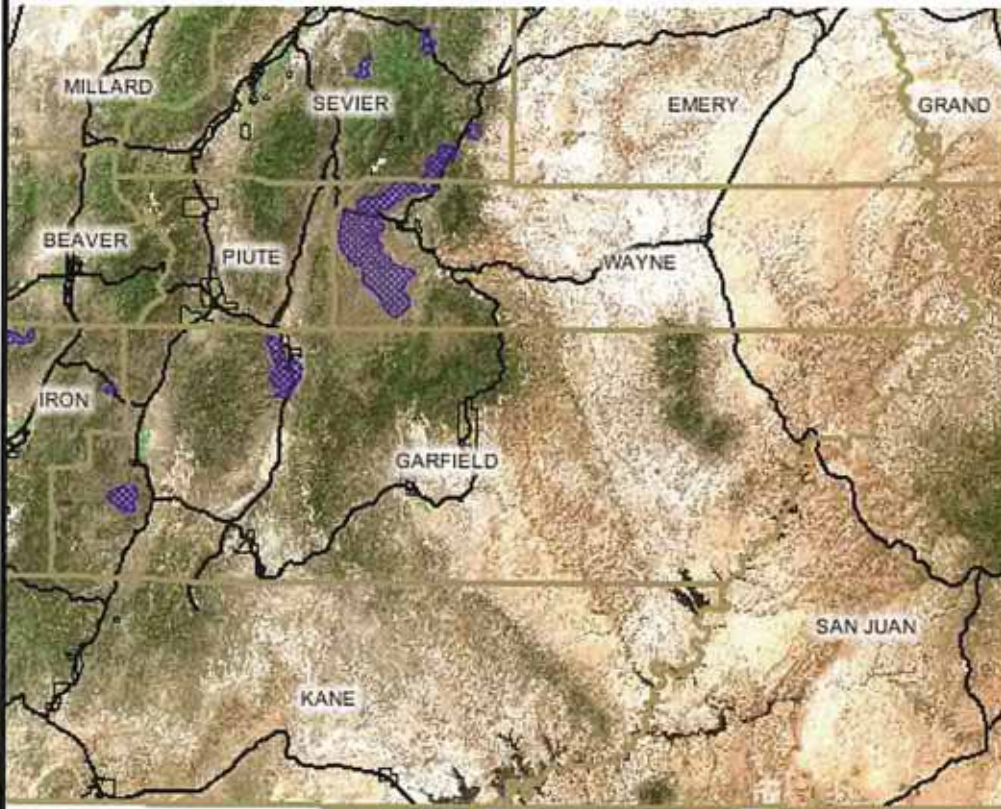 MILLARD
SEVIER
EMERY
GRAND
BEAVER
PIUTE
WAYNE
IRON
GARFIELD
SAN JUAN
KANE